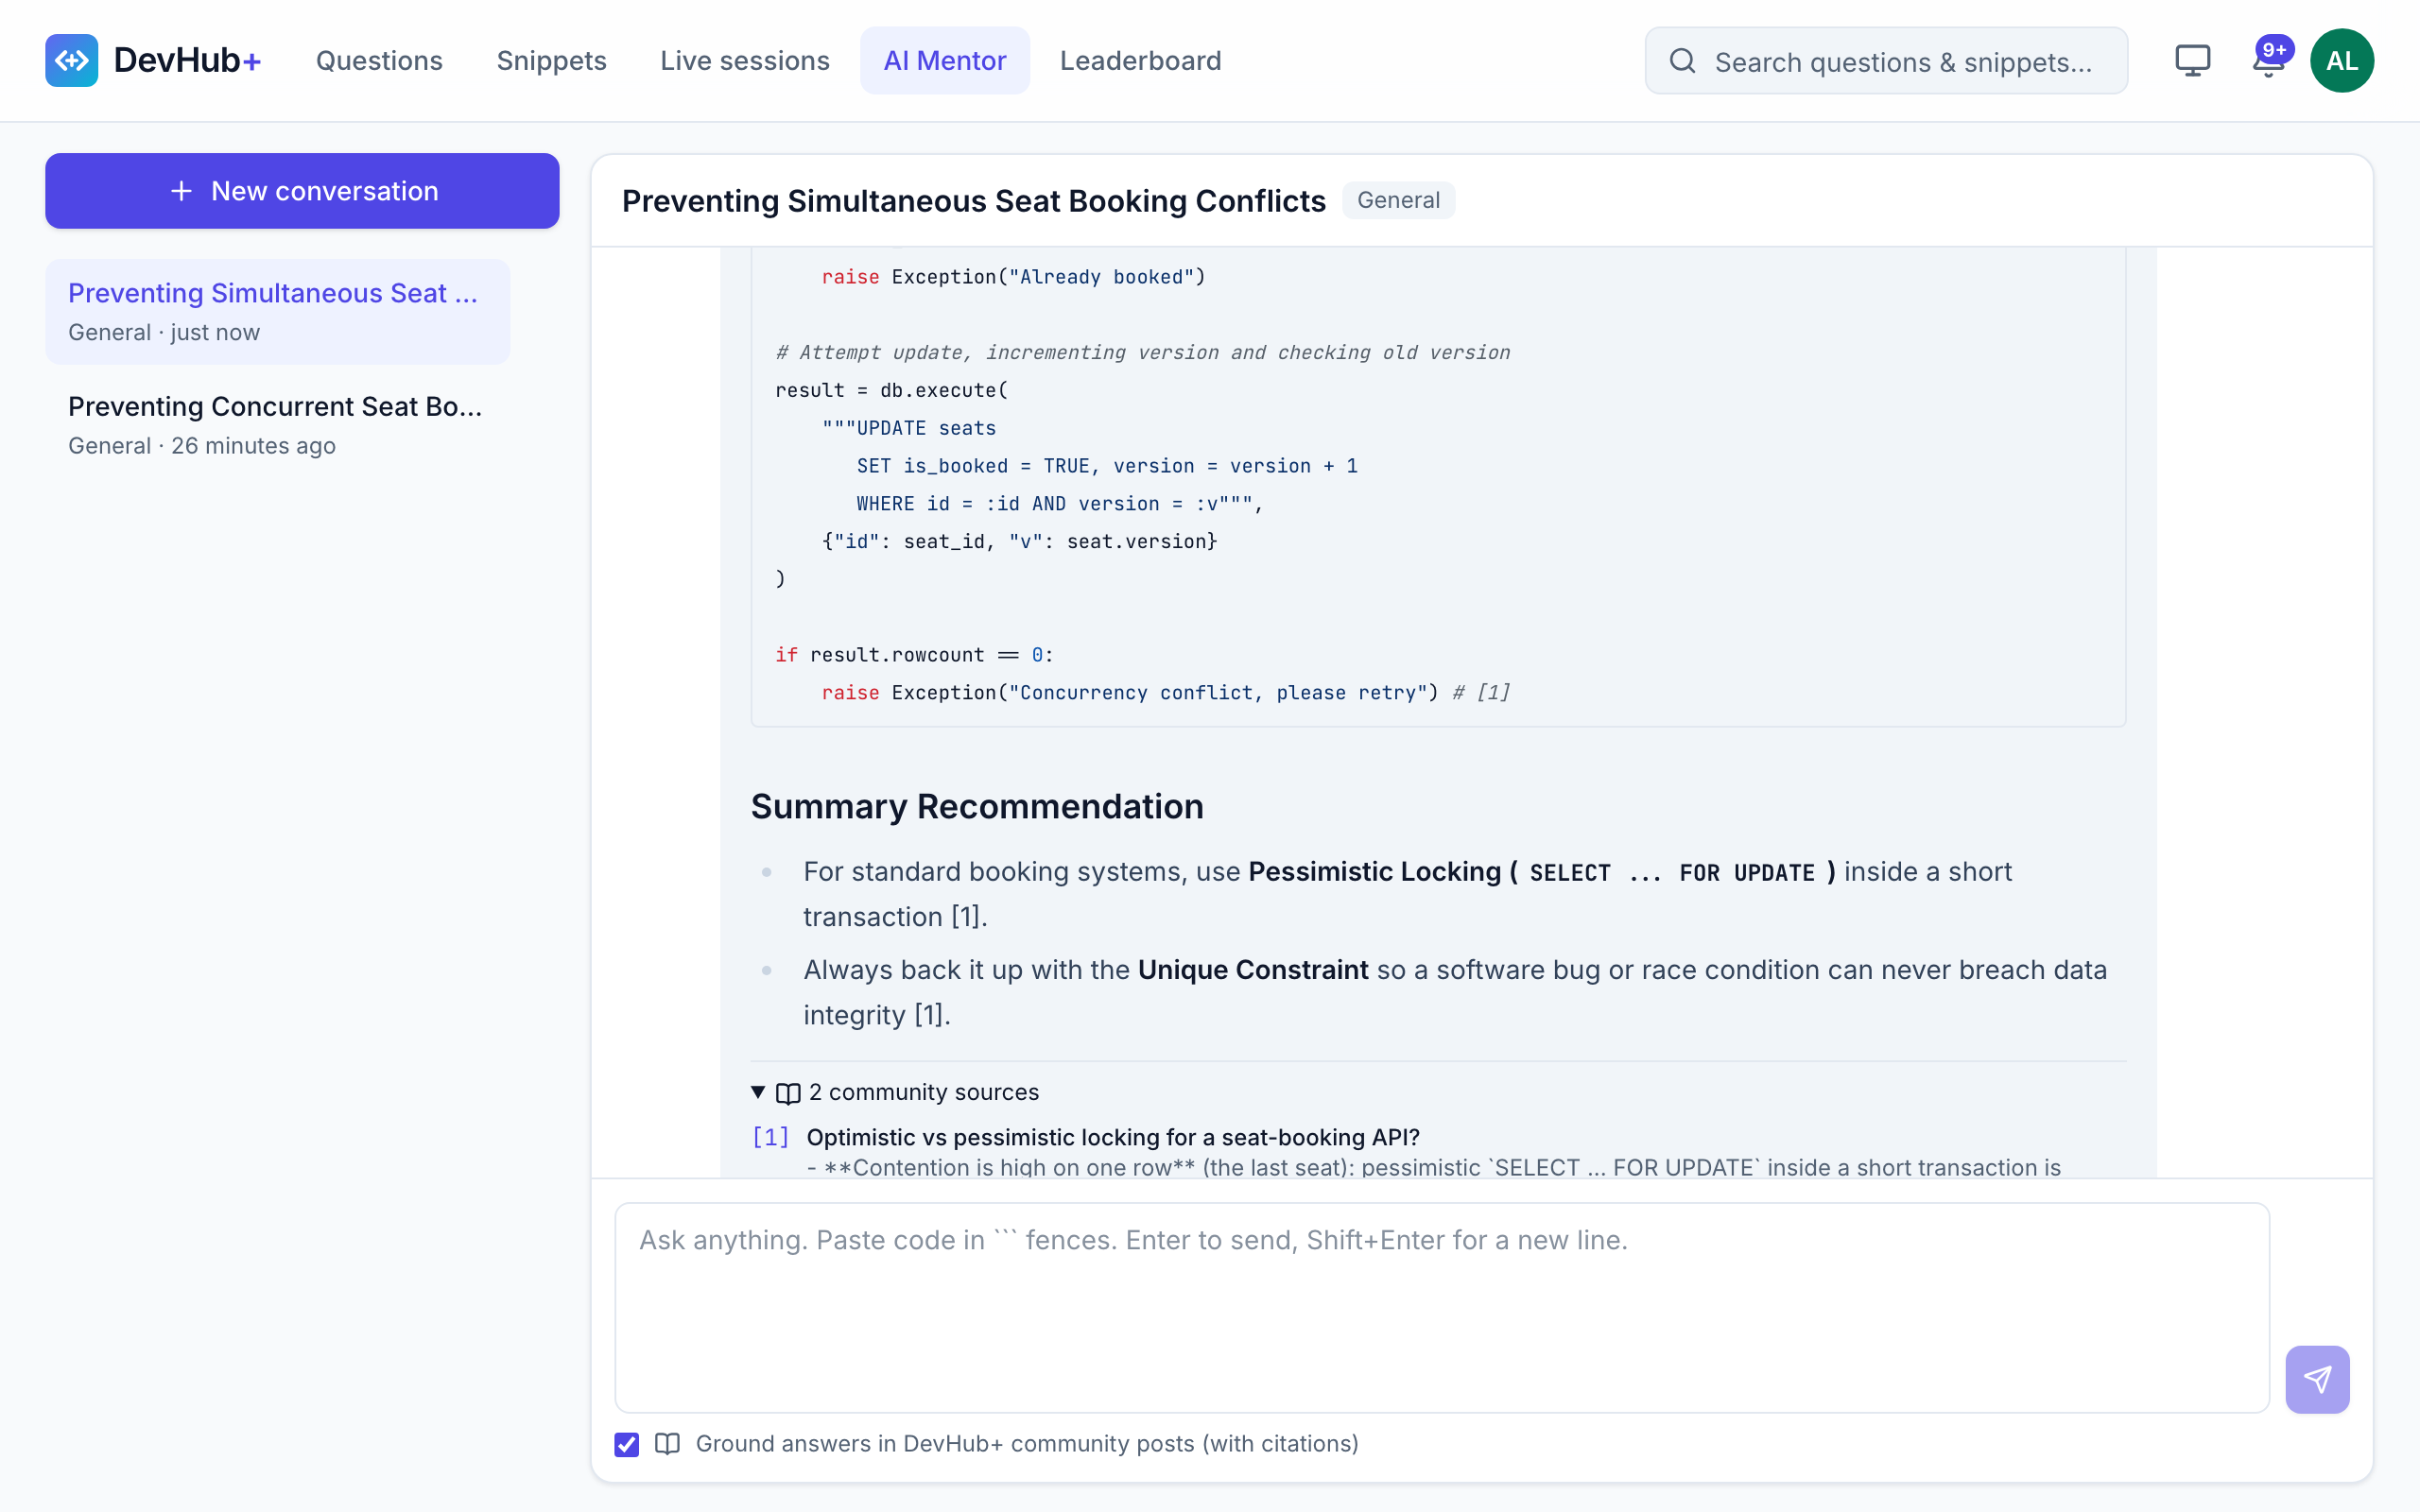 DevHub+
Questions
Snippets
Live sessions
AI Mentor
Leaderboard
Search questions & snippets...
9+
AL
+ New conversation
Preventing Simultaneous Seat ...
General · just now
Preventing Concurrent Seat Bo...
General · 26 minutes ago
Preventing Simultaneous Seat Booking Conflicts
General
    raise Exception("Already booked")
# Attempt update, incrementing version and checking old version
result = db.execute(
    """UPDATE seats
       SET is_booked = TRUE, version = version + 1
       WHERE id = :id AND version = :v""",
    {"id": seat_id, "v": seat.version}
)
if result.rowcount == 0:
    raise Exception("Concurrency conflict, please retry") # [1]
Summary Recommendation
For standard booking systems, use Pessimistic Locking ( SELECT ... FOR UPDATE ) inside a short
transaction [1].
Always back it up with the Unique Constraint so a software bug or race condition can never breach data
integrity [1].
2 community sources
[1] Optimistic vs pessimistic locking for a seat-booking API?
- **Contention is high on one row** (the last seat): pessimistic `SELECT ... FOR UPDATE` inside a short transaction is
Ask anything. Paste code in ``` fences. Enter to send, Shift+Enter for a new line.
Ground answers in DevHub+ community posts (with citations)